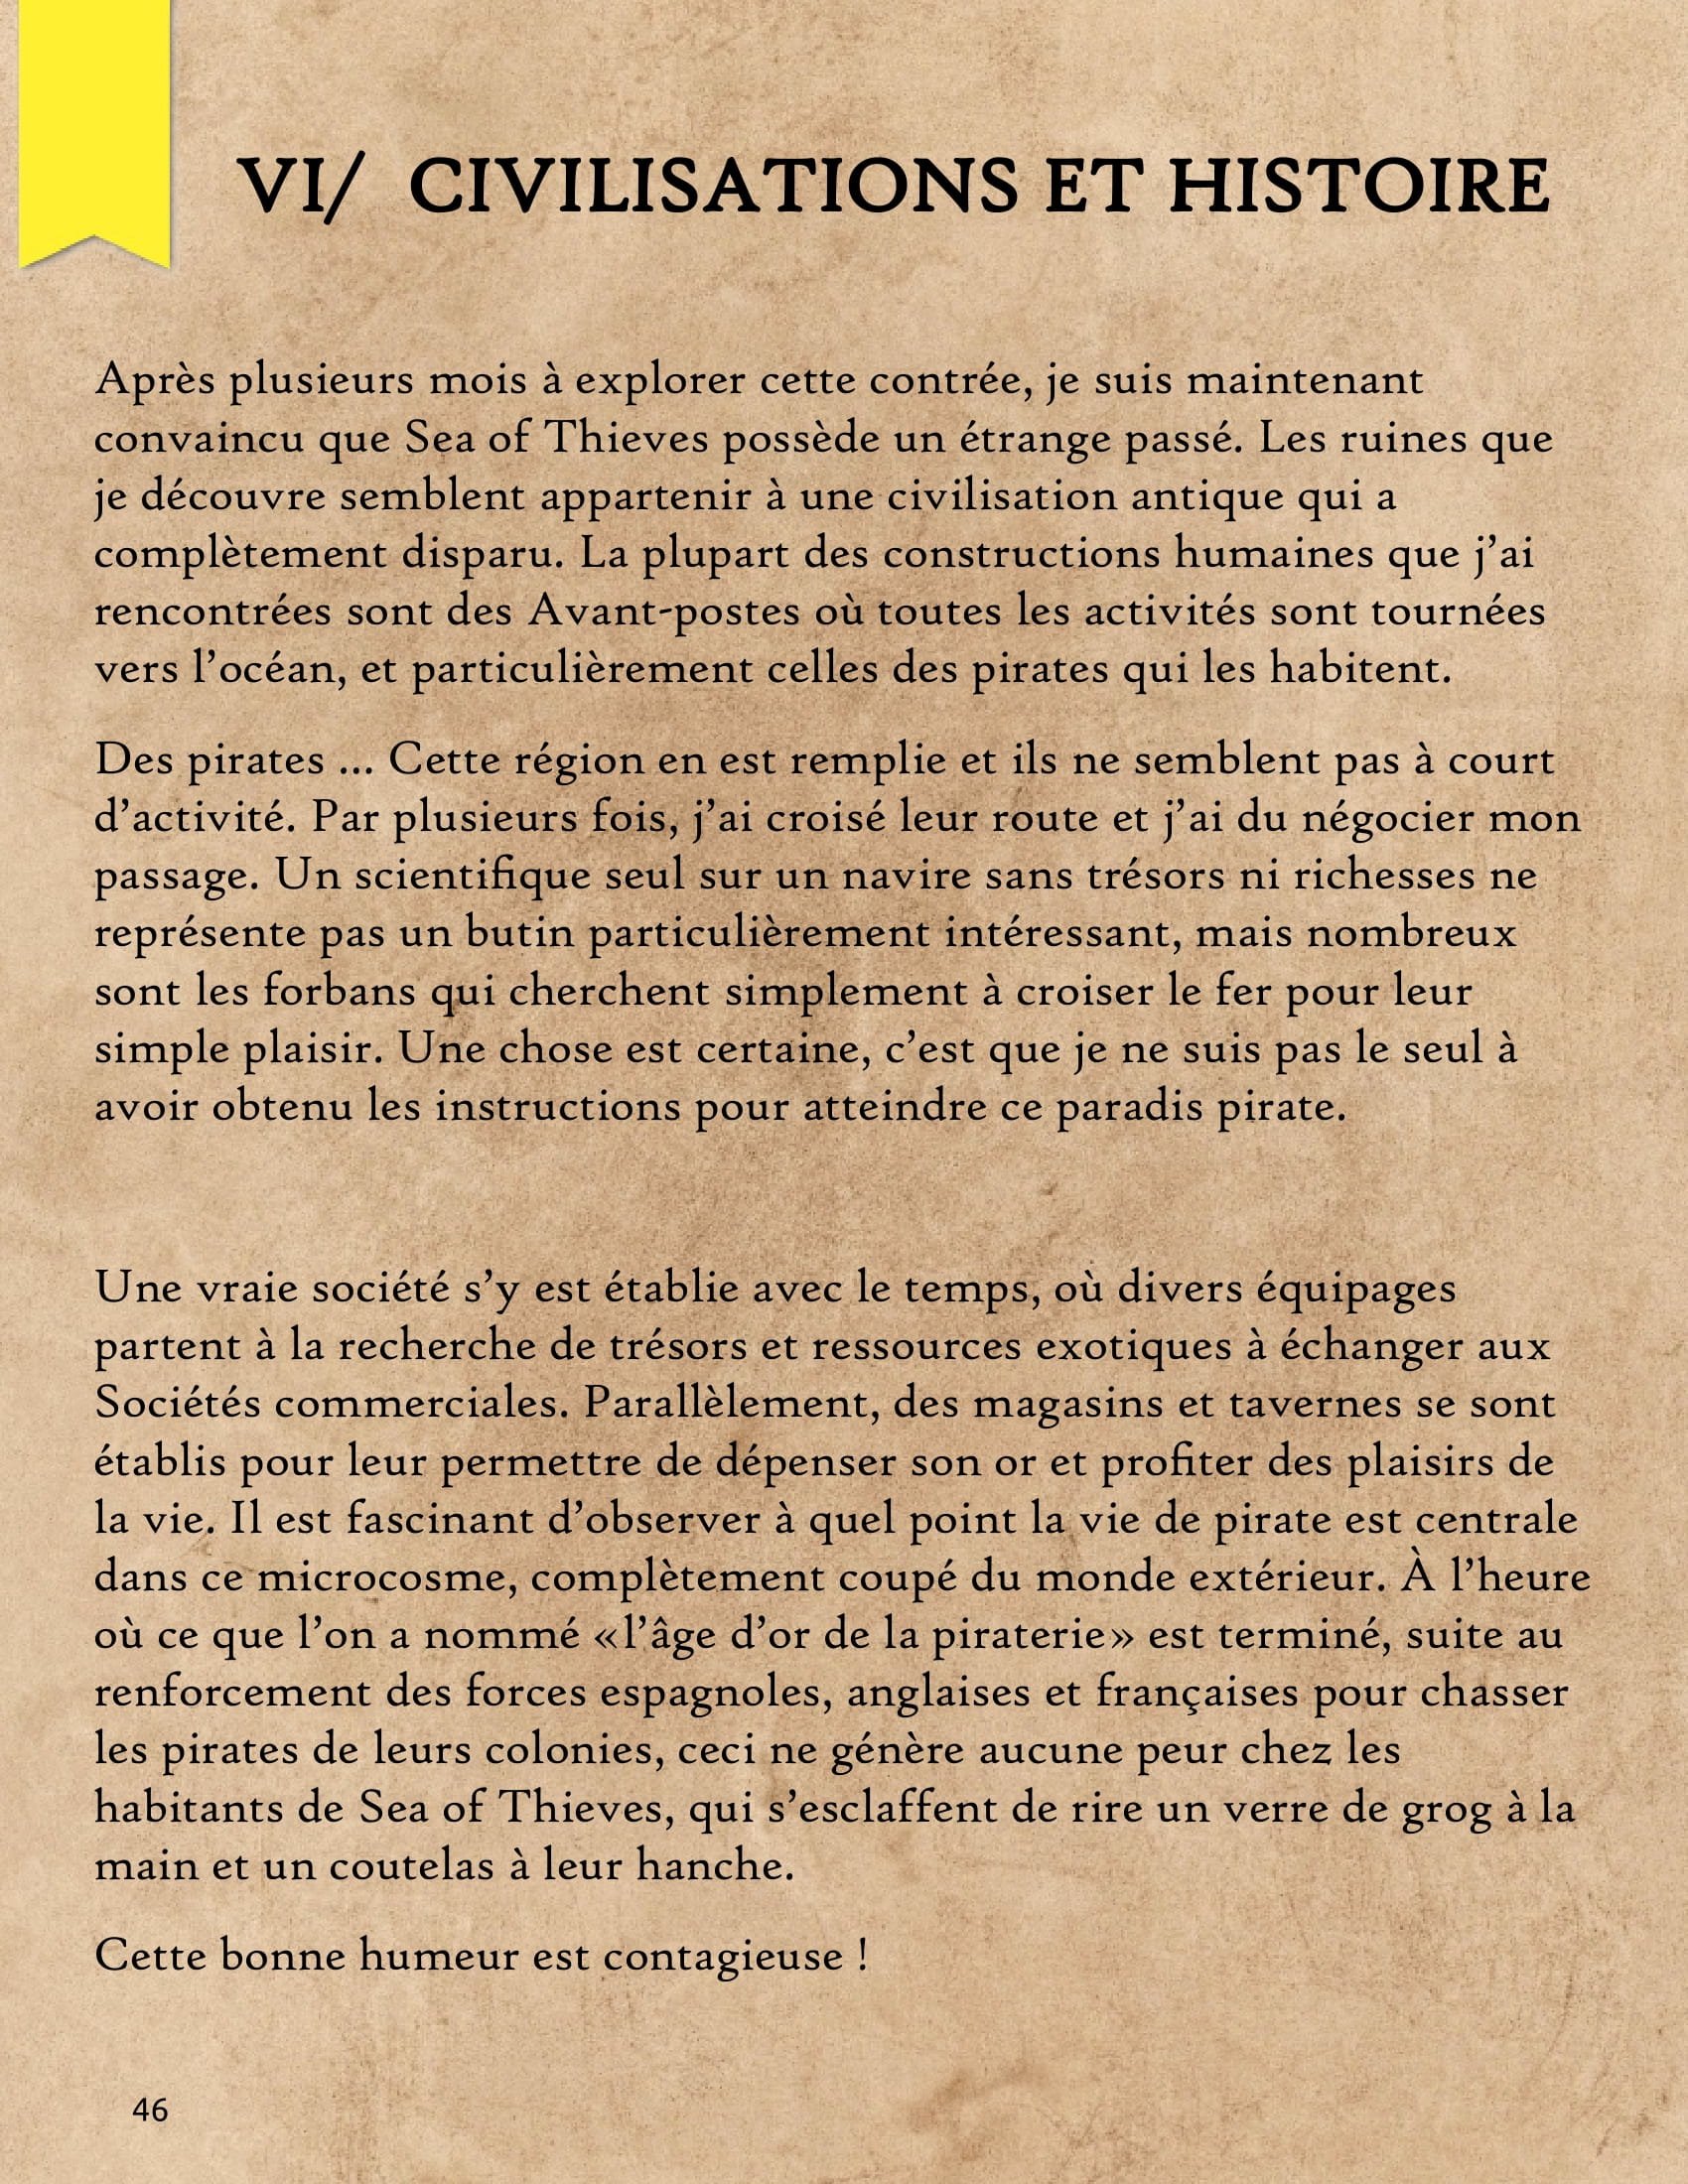 VI/ CIVILISATIONS ET HISTOIRE
Après plusieurs mois à explorer cette contrée, je suis maintenant
convaincu que Sea of Thieves possède un étrange passé. Les ruines que
je découvre semblent appartenir à une civilisation antique qui a
complètement disparu. La plupart des constructions humaines que j’ai
rencontrées sont des Avant-postes où toutes les activités sont tournées
vers l’océan, et particulièrement celles des pirates qui les habitent.
Des pirates ... Cette région en est remplie et ils ne semblent pas à court
d’activité. Par plusieurs fois, j’ai croisé leur route et j’ai du négocier mon
passage. Un scientifique seul sur un navire sans trésors ni richesses ne
représente pas un butin particulièrement intéressant, mais nombreux
sont les forbans qui cherchent simplement à croiser le fer pour leur
simple plaisir. Une chose est certaine, c’est que je ne suis pas le seul à
avoir obtenu les instructions pour atteindre ce paradis pirate.
Une vraie société s’y est établie avec le temps, où divers équipages
partent à la recherche de trésors et ressources exotiques à échanger aux
Sociétés commerciales. Parallèlement, des magasins et tavernes se sont
établis pour leur permettre de dépenser son or et profiter des plaisirs de
la vie. Il est fascinant d’observer à quel point la vie de pirate est centrale
dans ce microcosme, complètement coupé du monde extérieur. À l’heure
où ce que l’on a nommé «l’âge d’or de la piraterie» est terminé, suite au
renforcement des forces espagnoles, anglaises et françaises pour chasser
les pirates de leurs colonies, ceci ne génère aucune peur chez les
habitants de Sea of Thieves, qui s’esclaffent de rire un verre de grog à la
main et un coutelas à leur hanche.
Cette bonne humeur est contagieuse !
46